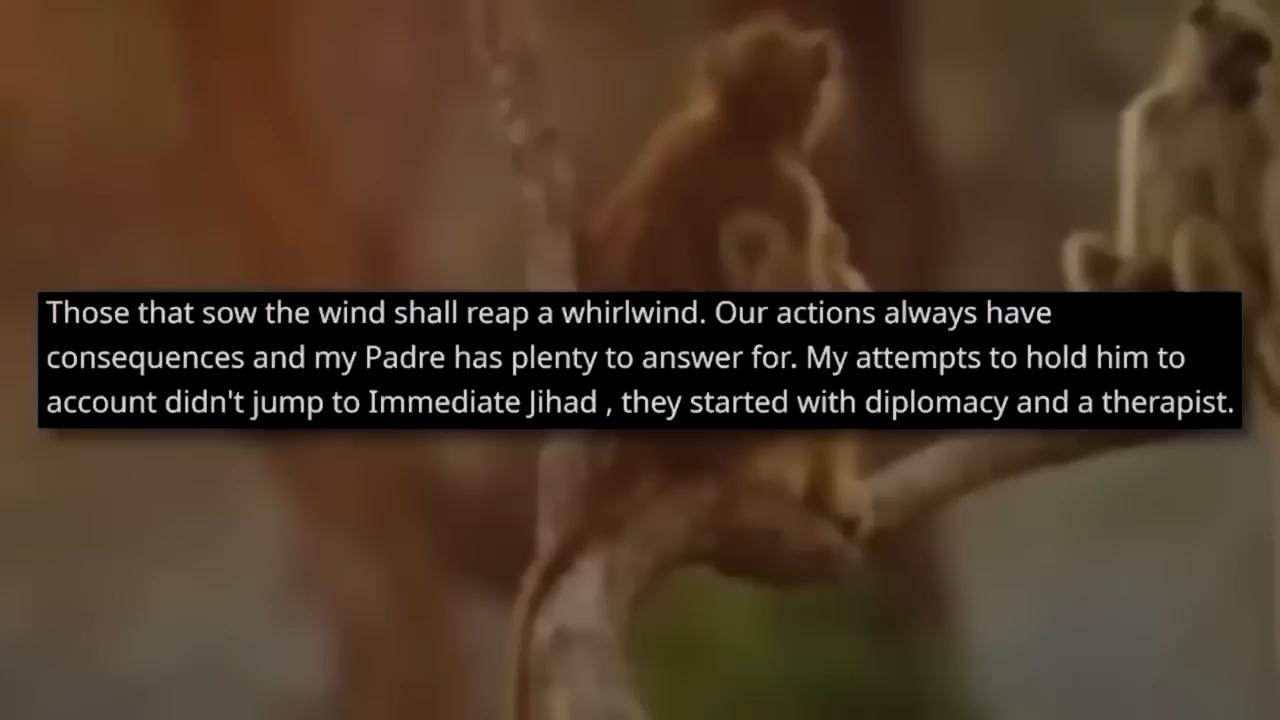 Those that sow the wind shall reap a whirlwind. Our actions always have
consequences and my Padre has plenty to answer for. My attempts to hold him to
account didn't jump to Immediate Jihad , they started with diplomacy and a therapist.